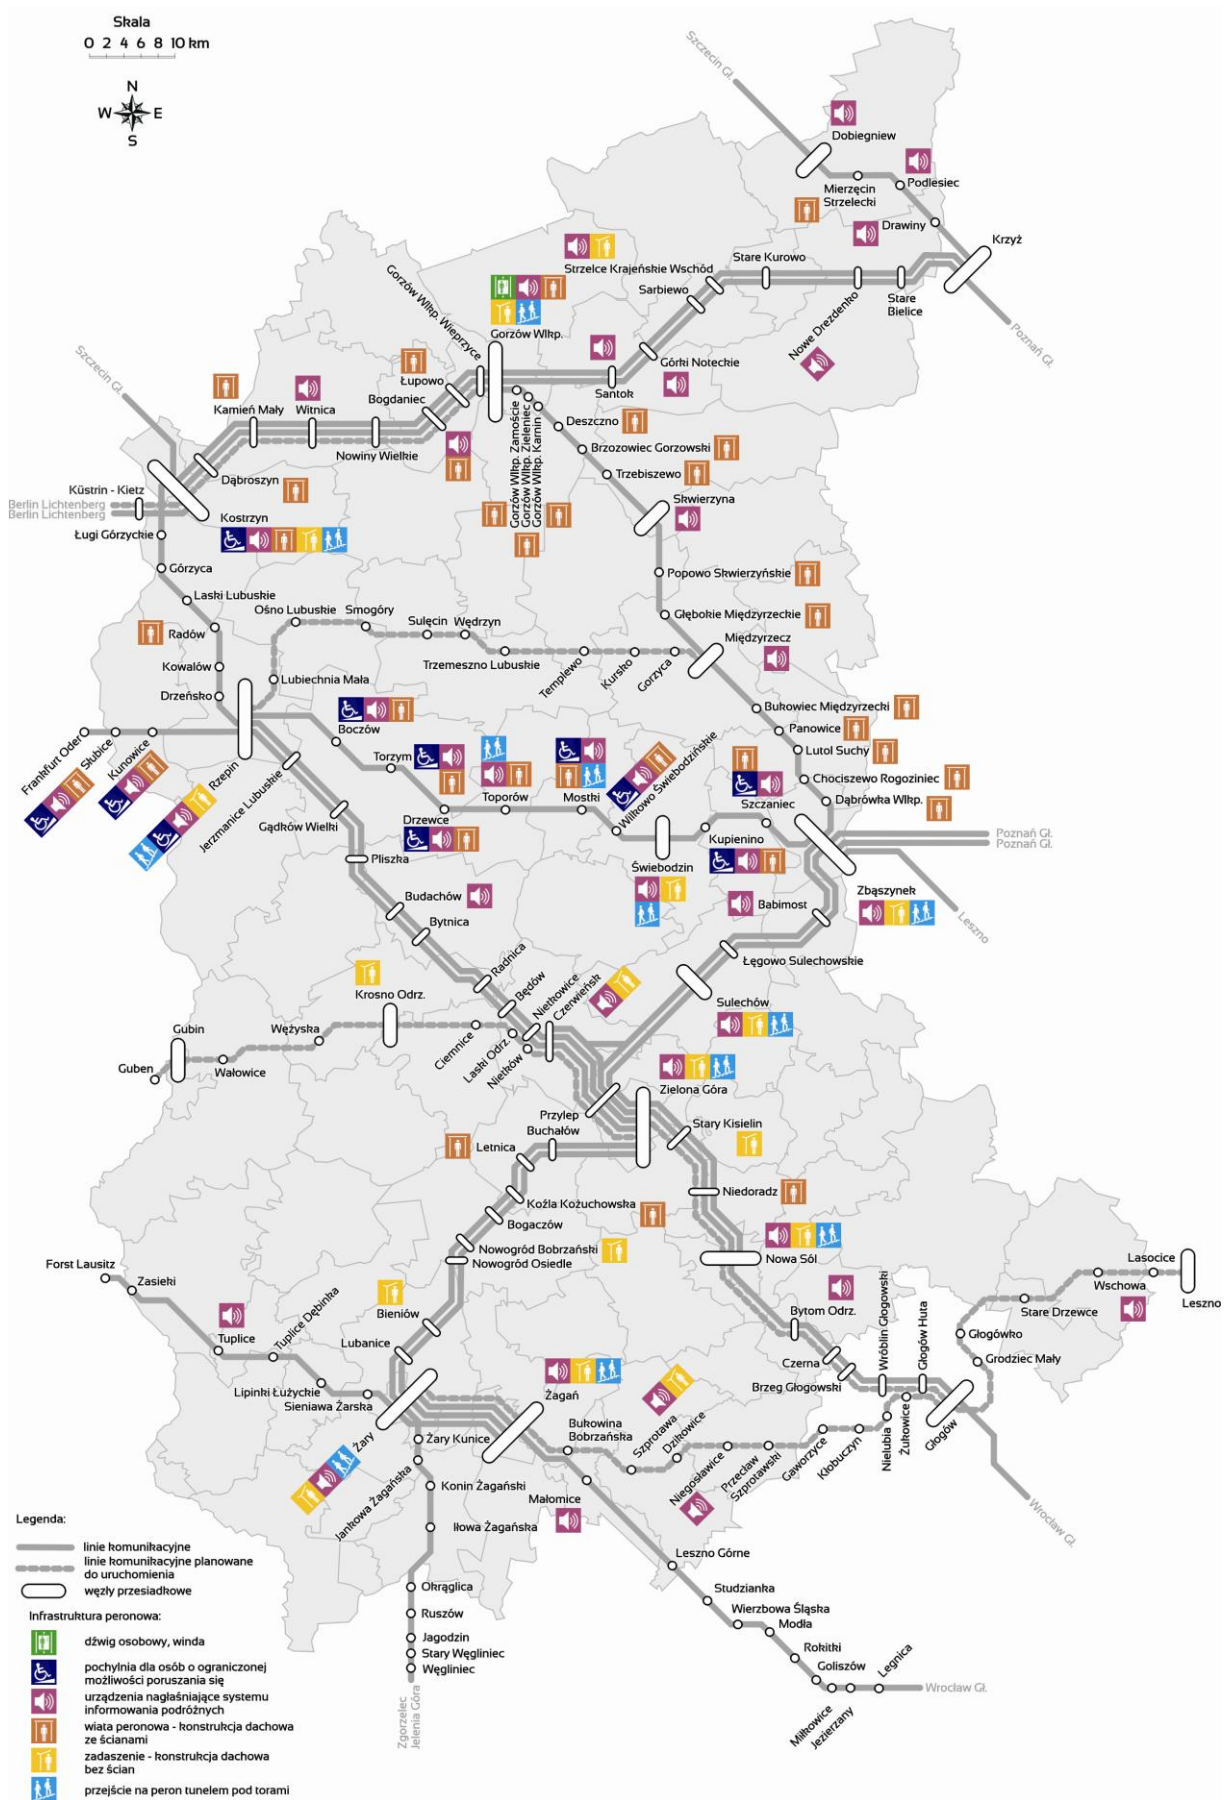 Skala
0 2 4 6 8 10 km
N
W E
S
Szczecin Gł.
Dobiegniew
Podlesiec
Mierzęcin
Strzelecki
Drawiny
Krzyż
Poznań Gł.
Strzelce Krajeńskie Wschód
Stare Kurowo
Sarbiewo
Stare
Bielice
Nowe Drezdenko
Gorzów Wlkp. Wieprzyce
Gorzów Wlkp.
Górki Noteckie
Santok
Szczecin Gł.
Łupowo
Bogdaniec
Kamień Mały
Witnica
Nowiny Wielkie
Dąbroszyn
Gorzów Wlkp. Zamoście
Gorzów Wlkp. Zieleniec
Gorzów Wlkp. Karnin
Deszczno
Brzozowiec Gorzowski
Trzebiszewo
Skwierzyna
Küstrin - Kietz
Berlin Lichtenberg
Berlin Lichtenberg
Kostrzyn
Ługi Górzyckie
Górzyca
Laski Lubuskie
Radów
Kowalów
Drzeńsko
Popowo Skwierzyńskie
Głębokie Międzyrzeckie
Międzyrzecz
Ośno Lubuskie
Smogóry
Sulęcin
Wędrzyn
Trzemeszno Lubuskie
Templewo
Kursko
Gorzyca
Lubiechnia Mała
Bukowiec Międzyrzecki
Panowice
Lutol Suchy
Chociszewo Rogoziniec
Dąbrówka Wlkp.
Frankfurt Oder
Słubice
Kunowice
Rzepin
Jerzmanice Lubuskie
Boczów
Torzym
Drzewce
Toporów
Mostki
Wilkowo Świebodzińskie
Świebodzin
Kupienino
Szczaniec
Poznań Gł.
Poznań Gł.
Zbąszynek
Leszno
Gądków Wielki
Pliszka
Budachów
Bytnica
Radnica
Będów
Nietkowice
Czerwieńsk
Babimost
Łęgowo Sulechowskie
Sulechów
Krosno Odrz.
Gubin
Wężyska
Guben
Wałowice
Ciemnice
Laski Odrz.
Nietków
Zielona Góra
Przylep
Buchałów
Letnica
Stary Kisielin
Niedoradz
Koźla Kożuchowska
Bogaczów
Nowogród Bobrzański
Nowogród Osiedle
Nowa Sól
Forst Lausitz
Zasieki
Bieniów
Lubanice
Tuplice
Tuplice Dębinka
Lipinki Łużyckie
Sieniawa Żarska
Żary
Żagań
Bytom Odrz.
Czerna
Brzeg Głogowski
Wróblin Głogowski
Głogów Huta
Głogów
Lasocice
Wschowa
Leszno
Stare Drzewce
Głogówko
Grodziec Mały
Wrocław Gł.
Bukowina
Bobrzańska
Szprotawa
Dzikowice
Niegosławice
Przecław
Szprotawski
Gaworzyce
Kłobuczyn
Nielubia
Żukowice
Żary Kunice
Jankowa Żagańska
Konin Żagański
Iłowa Żagańska
Małomice
Leszno Górne
Studzianka
Wierzbowa Śląska
Modła
Rokitki
Goliszów
Legnica
Miłkowice
Jezierzany
Wrocław Gł.
Okrąglica
Ruszów
Jagodzin
Stary Węgliniec
Węgliniec
Zgorzelec
Jelenia Góra
Legenda:
linie komunikacyjne
linie komunikacyjne planowane
do uruchomienia
węzły przesiadkowe
Infrastruktura peronowa:
dźwig osobowy, winda
pochylnia dla osób o ograniczonej
możliwości poruszania się
urządzenia nagłaśniające systemu
informowania podróżnych
wiata peronowa - konstrukcja dachowa
ze ścianami
zadaszenie - konstrukcja dachowa
bez ścian
przejście na peron tunelem pod torami